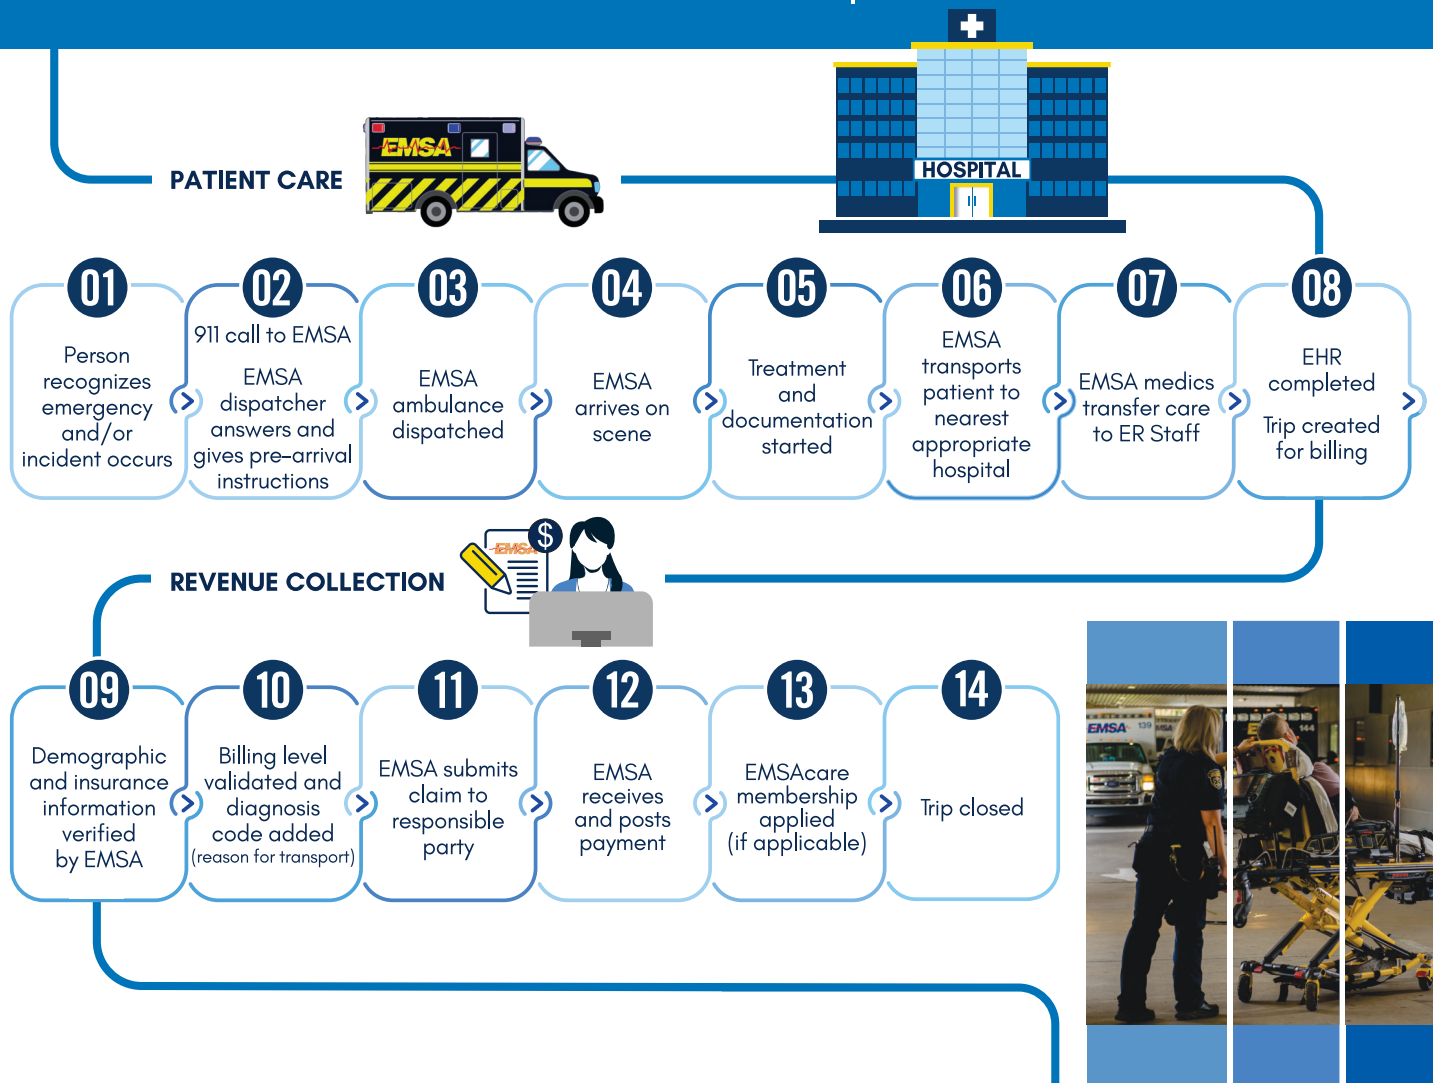 EMSA
HOSPITAL
PATIENT CARE
01
Person
recognizes
emergency
and/or
incident occurs
02
911 call to EMSA
EMSA
dispatcher
answers and
gives pre-arrival
instructions
03
EMSA
ambulance
dispatched
04
EMSA
arrives on
scene
05
Treatment
and
documentation
started
06
EMSA
transports
patient to
nearest
appropriate
hospital
07
EMSA medics
transfer care
to ER Staff
08
EHR
completed
Trip created
for billing
REVENUE COLLECTION
EMSA
$
09
Demographic
and insurance
information
verified
by EMSA
10
Billing level
validated and
diagnosis
code added
(reason for transport)
11
EMSA submits
claim to
responsible
party
12
EMSA
receives
and posts
payment
13
EMSAcare
membership
applied
(if applicable)
14
Trip closed
EMSA
139
144